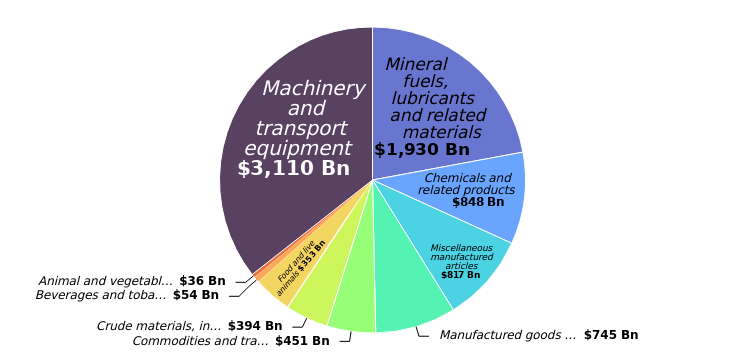 Machinery
and
transport
equipment
$3,110 Bn
Mineral
fuels,
lubricants
and related
materials
$1,930 Bn
Chemicals and
related products
$848 Bn
Miscellaneous
manufactured
articles
$817 Bn
Food and live
animals $353 Bn
Animal and vegetabl... $36 Bn
Beverages and toba... $54 Bn
Crude materials, in... $394 Bn
Commodities and tra... $451 Bn
Manufactured goods ... $745 Bn